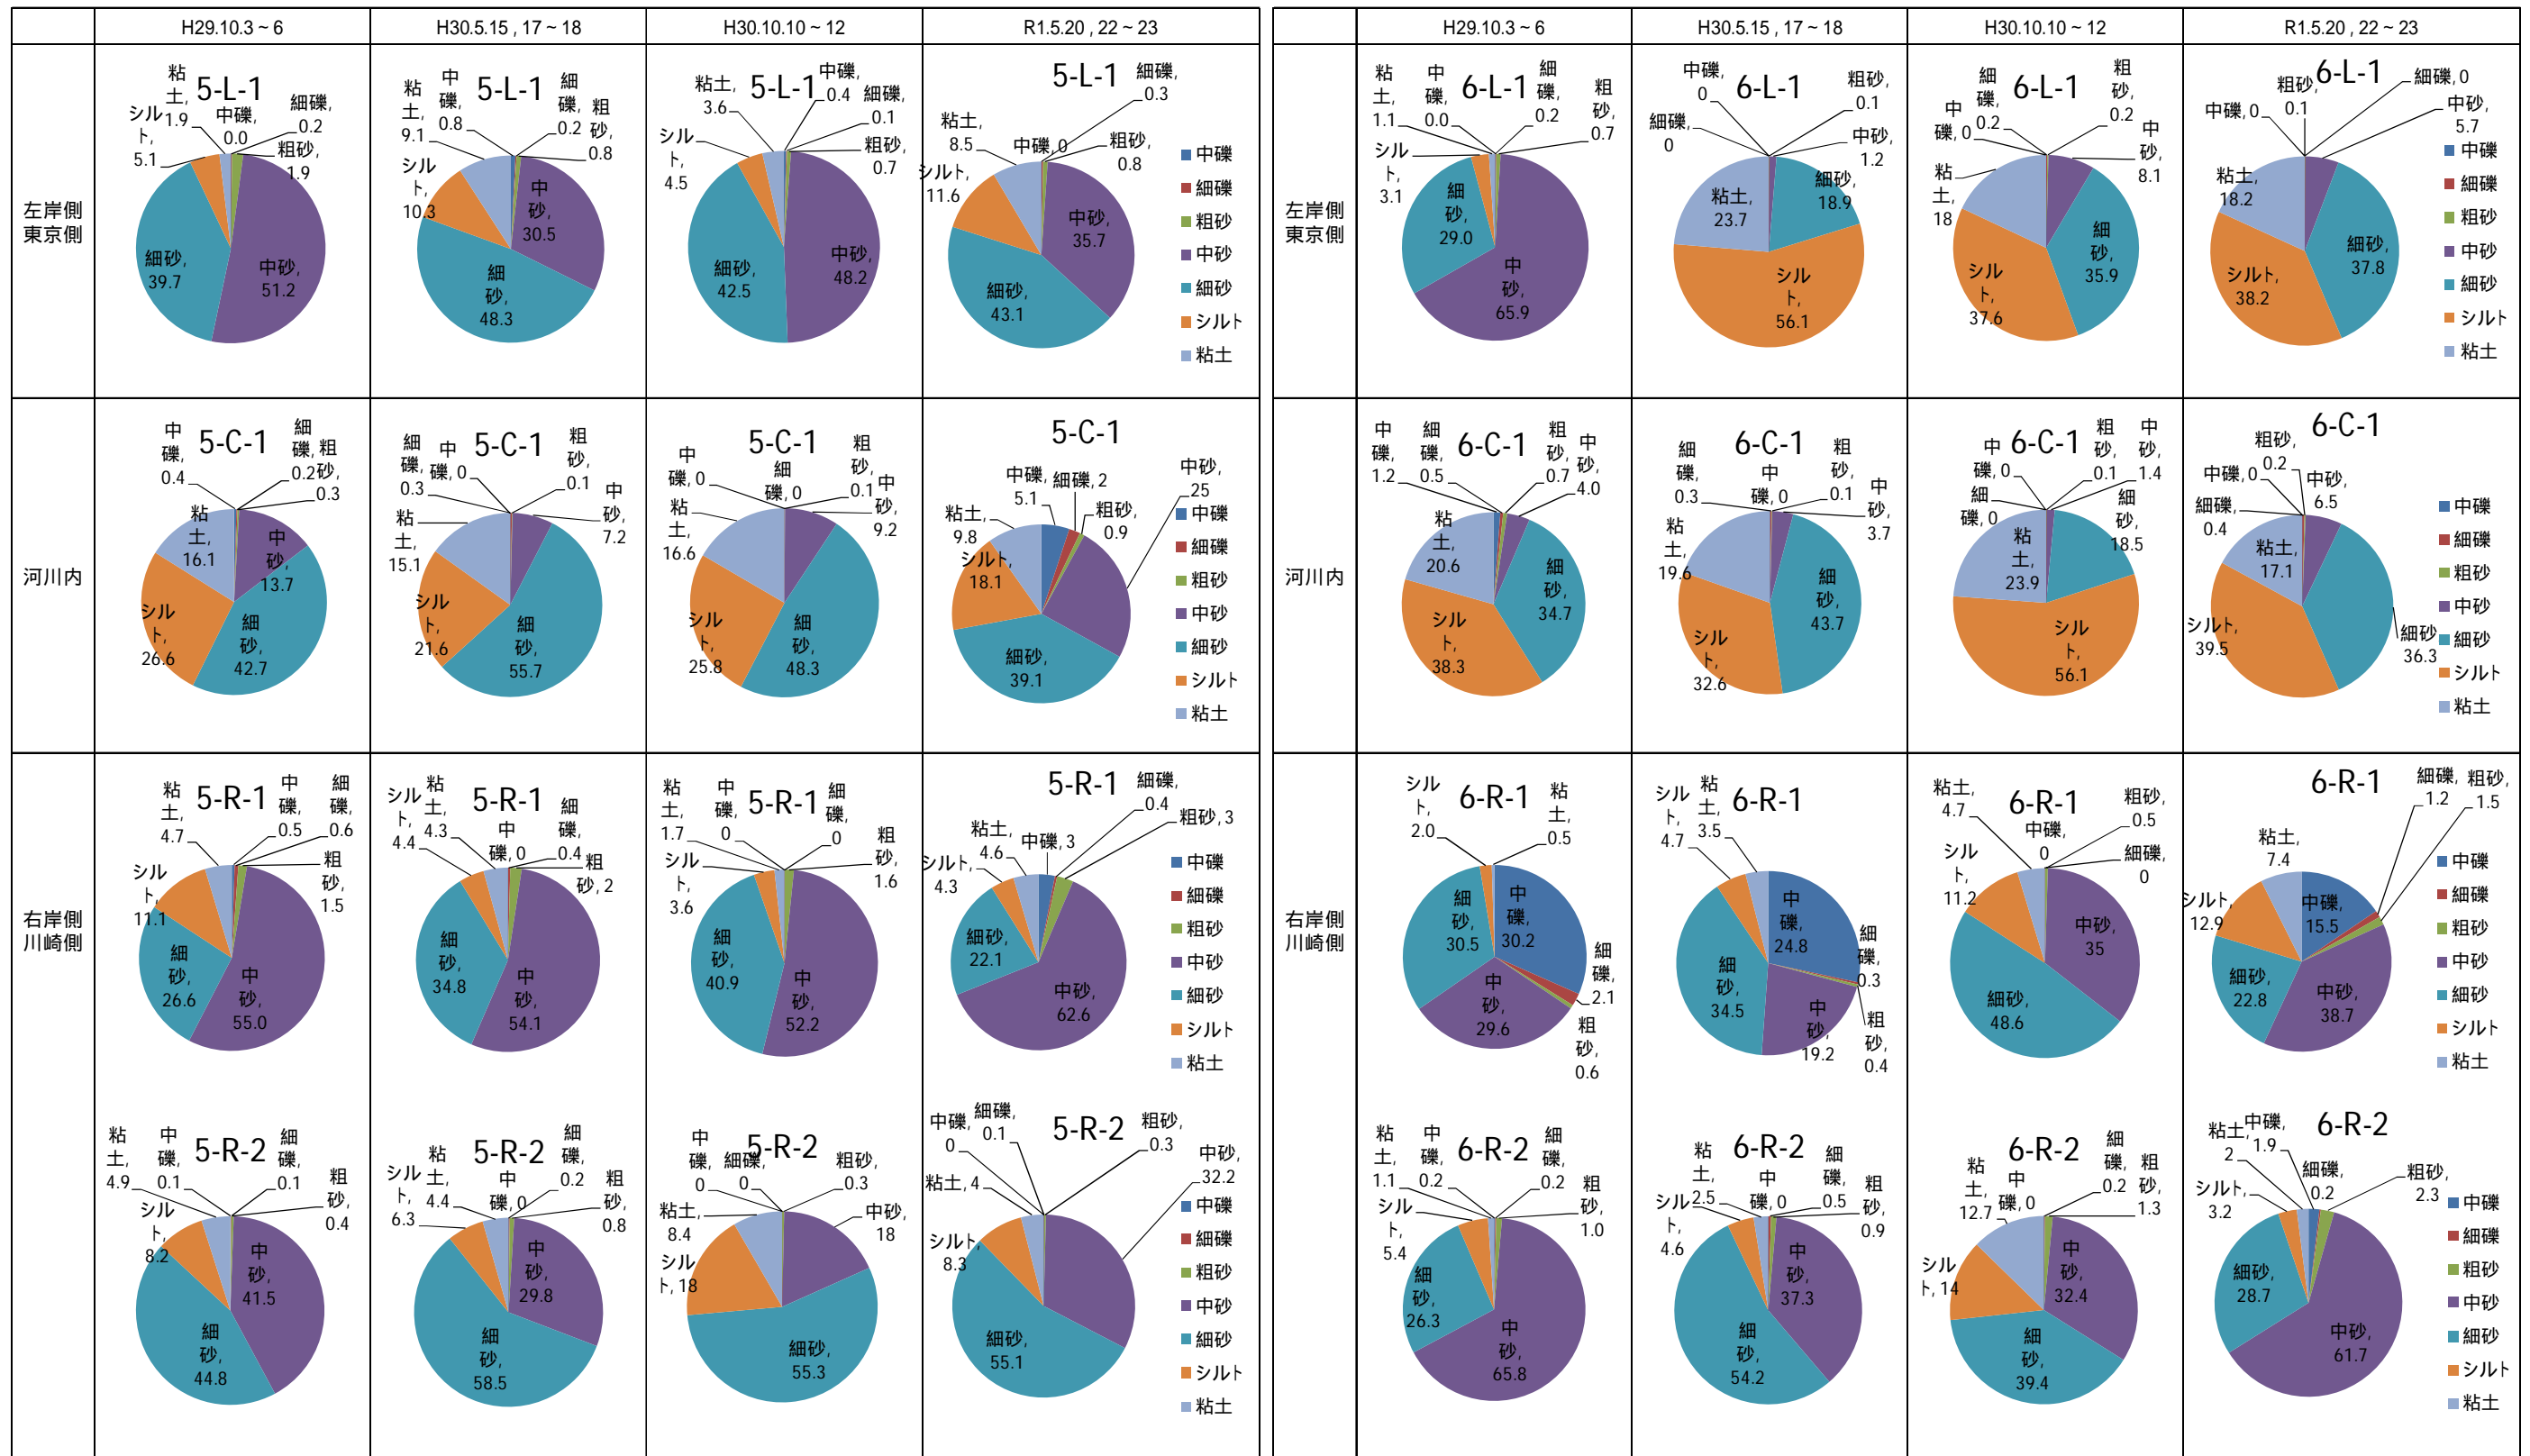 H29.10.3 ~ 6
H30.5.15 , 17 ~ 18
H30.10.10 ~ 12
R1.5.20 , 22 ~ 23
左岸側
東京側
5-L-1
粘
土,
1.9
シル
ト,
5.1
中礫,
0.0
細礫,
0.2
粗砂,
1.9
細砂,
39.7
中砂,
51.2
5-L-1
粘
土,
9.1
中
礫,
0.8
細
礫,
0.2
粗
砂,
0.8
シル
ト,
10.3
中
砂,
30.5
細
砂,
48.3
5-L-1
粘土,
3.6
中礫,
0.4
細礫,
0.1
粗砂,
0.7
シル
ト,
4.5
細砂,
42.5
中砂,
48.2
5-L-1
細礫,
0.3
粘土,
8.5
中礫, 0
粗砂,
0.8
シルト,
11.6
中砂,
35.7
細砂,
43.1
中礫
細礫
粗砂
中砂
細砂
シルト
粘土
河川内
5-C-1
中
礫,
0.4
細
礫,
0.2
粗
砂,
0.3
粘
土,
16.1
中
砂,
13.7
シル
ト,
26.6
細
砂,
42.7
5-C-1
細
礫,
0.3
中
礫, 0
粗
砂,
0.1
中
砂,
7.2
粘
土,
15.1
シル
ト,
21.6
細
砂,
55.7
5-C-1
中
礫, 0
細
礫, 0
粗
砂,
0.1
中
砂,
9.2
粘
土,
16.6
シル
ト,
25.8
細
砂,
48.3
5-C-1
中礫,
5.1
細礫, 2
中砂,
25
粗砂,
0.9
粘土,
9.8
シルト,
18.1
細砂,
39.1
中礫
細礫
粗砂
中砂
細砂
シルト
粘土
右岸側
川崎側
5-R-1
粘
土,
4.7
中
礫,
0.5
細
礫,
0.6
粗
砂,
1.5
シル
ト,
11.1
細
砂,
26.6
中
砂,
55.0
5-R-1
シル
ト,
4.4
粘
土,
4.3
中
礫, 0
細
礫,
0.4
粗
砂, 2
細
砂,
34.8
中
砂,
54.1
5-R-1
粘
土,
1.7
中
礫,
0
細
礫,
0
粗
砂,
1.6
シル
ト,
3.6
細
砂,
40.9
中
砂,
52.2
5-R-1
細礫,
0.4
粗砂, 3
粘土,
4.6
中礫, 3
シルト,
4.3
細砂,
22.1
中砂,
62.6
中礫
細礫
粗砂
中砂
細砂
シルト
粘土
5-R-2
粘
土,
4.9
中
礫,
0.1
細
礫,
0.1
粗
砂,
0.4
シル
ト,
8.2
中
砂,
41.5
細
砂,
44.8
5-R-2
シル
ト,
6.3
粘
土,
4.4
中
礫, 0
細
礫,
0.2
粗
砂,
0.8
中
砂,
29.8
細
砂,
58.5
5-R-2
中
礫,
0
細礫,
0
粗砂,
0.3
中砂,
18
粘土,
8.4
シル
ト, 18
細砂,
55.3
5-R-2
中礫,
0
細礫,
0.1
粗砂,
0.3
中砂,
32.2
粘土, 4
シルト,
8.3
細砂,
55.1
中礫
細礫
粗砂
中砂
細砂
シルト
粘土
H29.10.3 ~ 6
H30.5.15 , 17 ~ 18
H30.10.10 ~ 12
R1.5.20 , 22 ~ 23
左岸側
東京側
6-L-1
粘
土,
1.1
中
礫,
0.0
細
礫,
0.2
粗
砂,
0.7
シル
ト,
3.1
細
砂,
29.0
中
砂,
65.9
6-L-1
中礫,
0
細礫,
0
粗砂,
0.1
中砂,
1.2
細砂,
18.9
粘土,
23.7
シル
ト,
56.1
6-L-1
中
礫, 0
細
礫,
0.2
粗
砂,
0.2
中
砂,
8.1
粘
土,
18
細
砂,
35.9
シル
ト,
37.6
6-L-1
中礫, 0
粗砂,
0.1
細礫, 0
中砂,
5.7
粘土,
18.2
細砂,
37.8
シルト,
38.2
中礫
細礫
粗砂
中砂
細砂
シルト
粘土
河川内
6-C-1
中
礫,
1.2
細
礫,
0.5
粗
砂,
0.7
中
砂,
4.0
粘
土,
20.6
細
砂,
34.7
シル
ト,
38.3
6-C-1
細
礫,
0.3
中
礫, 0
粗
砂,
0.1
中
砂,
3.7
粘
土,
19.6
細
砂,
43.7
シル
ト,
32.6
6-C-1
中
礫, 0
細
礫, 0
粗
砂,
0.1
中
砂,
1.4
細
砂,
18.5
粘
土,
23.9
シル
ト,
56.1
6-C-1
粗砂,
0.2
中礫, 0
細礫,
0.4
中砂,
6.5
粘土,
17.1
シルト,
39.5
細砂,
36.3
中礫
細礫
粗砂
中砂
細砂
シルト
粘土
右岸側
川崎側
6-R-1
シル
ト,
2.0
粘
土,
0.5
中
礫,
30.2
細
礫,
2.1
粗
砂,
0.6
細
砂,
30.5
中
砂,
29.6
6-R-1
シル
ト,
4.7
粘
土,
3.5
中
礫,
24.8
細
礫,
0.3
粗
砂,
0.4
細
砂,
34.5
中
砂,
19.2
6-R-1
粘土,
4.7
中礫,
0
粗砂,
0.5
細礫,
0
シル
ト,
11.2
中砂,
35
細砂,
48.6
6-R-1
細礫,
1.2
粗砂,
1.5
粘土,
7.4
中礫,
15.5
シルト,
12.9
細砂,
22.8
中砂,
38.7
中礫
細礫
粗砂
中砂
細砂
シルト
粘土
6-R-2
粘
土,
1.1
中
礫,
0.2
細
礫,
0.2
粗
砂,
1.0
シル
ト,
5.4
細
砂,
26.3
中
砂,
65.8
6-R-2
粘
土,
2.5
中
礫, 0
細
礫,
0.5
粗
砂,
0.9
シル
ト,
4.6
中
砂,
37.3
細
砂,
54.2
6-R-2
粘
土,
12.7
中
礫, 0
細
礫,
0.2
粗
砂,
1.3
シル
ト, 14
中
砂,
32.4
細
砂,
39.4
6-R-2
粘土,
2
中礫,
1.9
細礫,
0.2
粗砂,
2.3
シルト,
3.2
細砂,
28.7
中砂,
61.7
中礫
細礫
粗砂
中砂
細砂
シルト
粘土